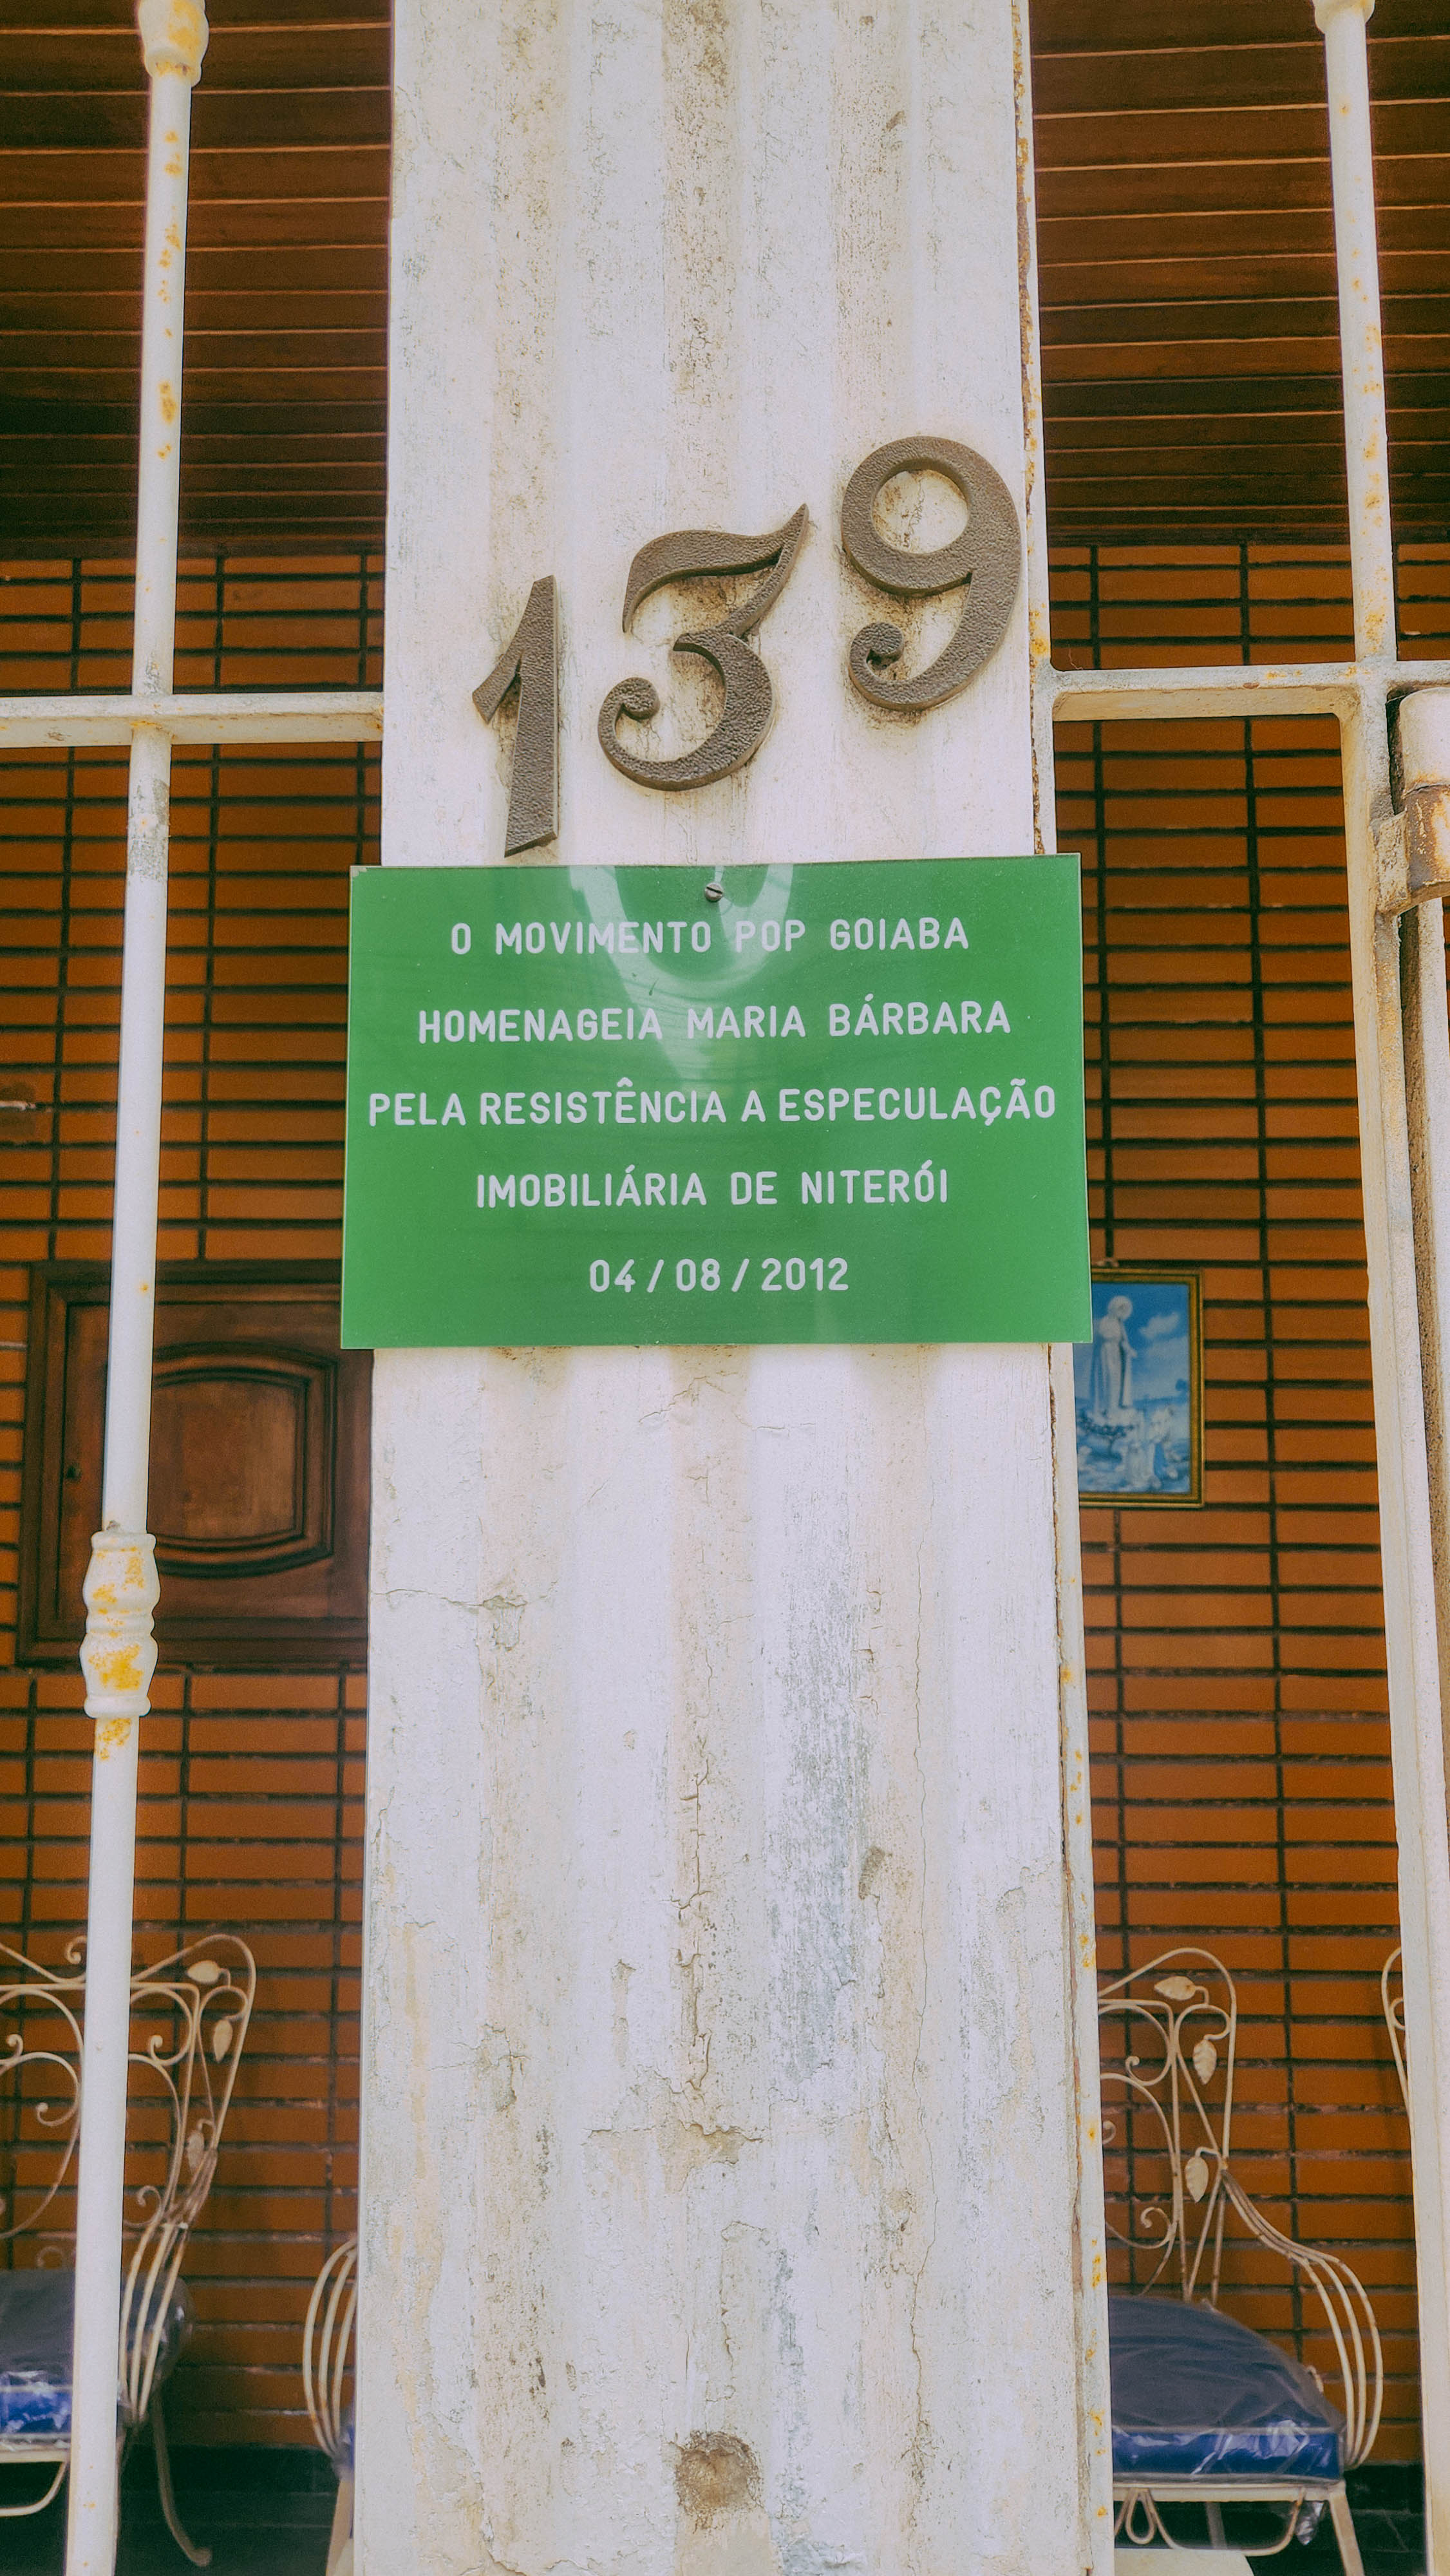 139
O MOVIMENTO POP GOIABA
HOMENAGEIA MARIA BÁRBARA
PELA RESISTÊNCIA A ESPECULAÇÃO
IMOBILIÁRIA DE NITERÓI
04/08/2012